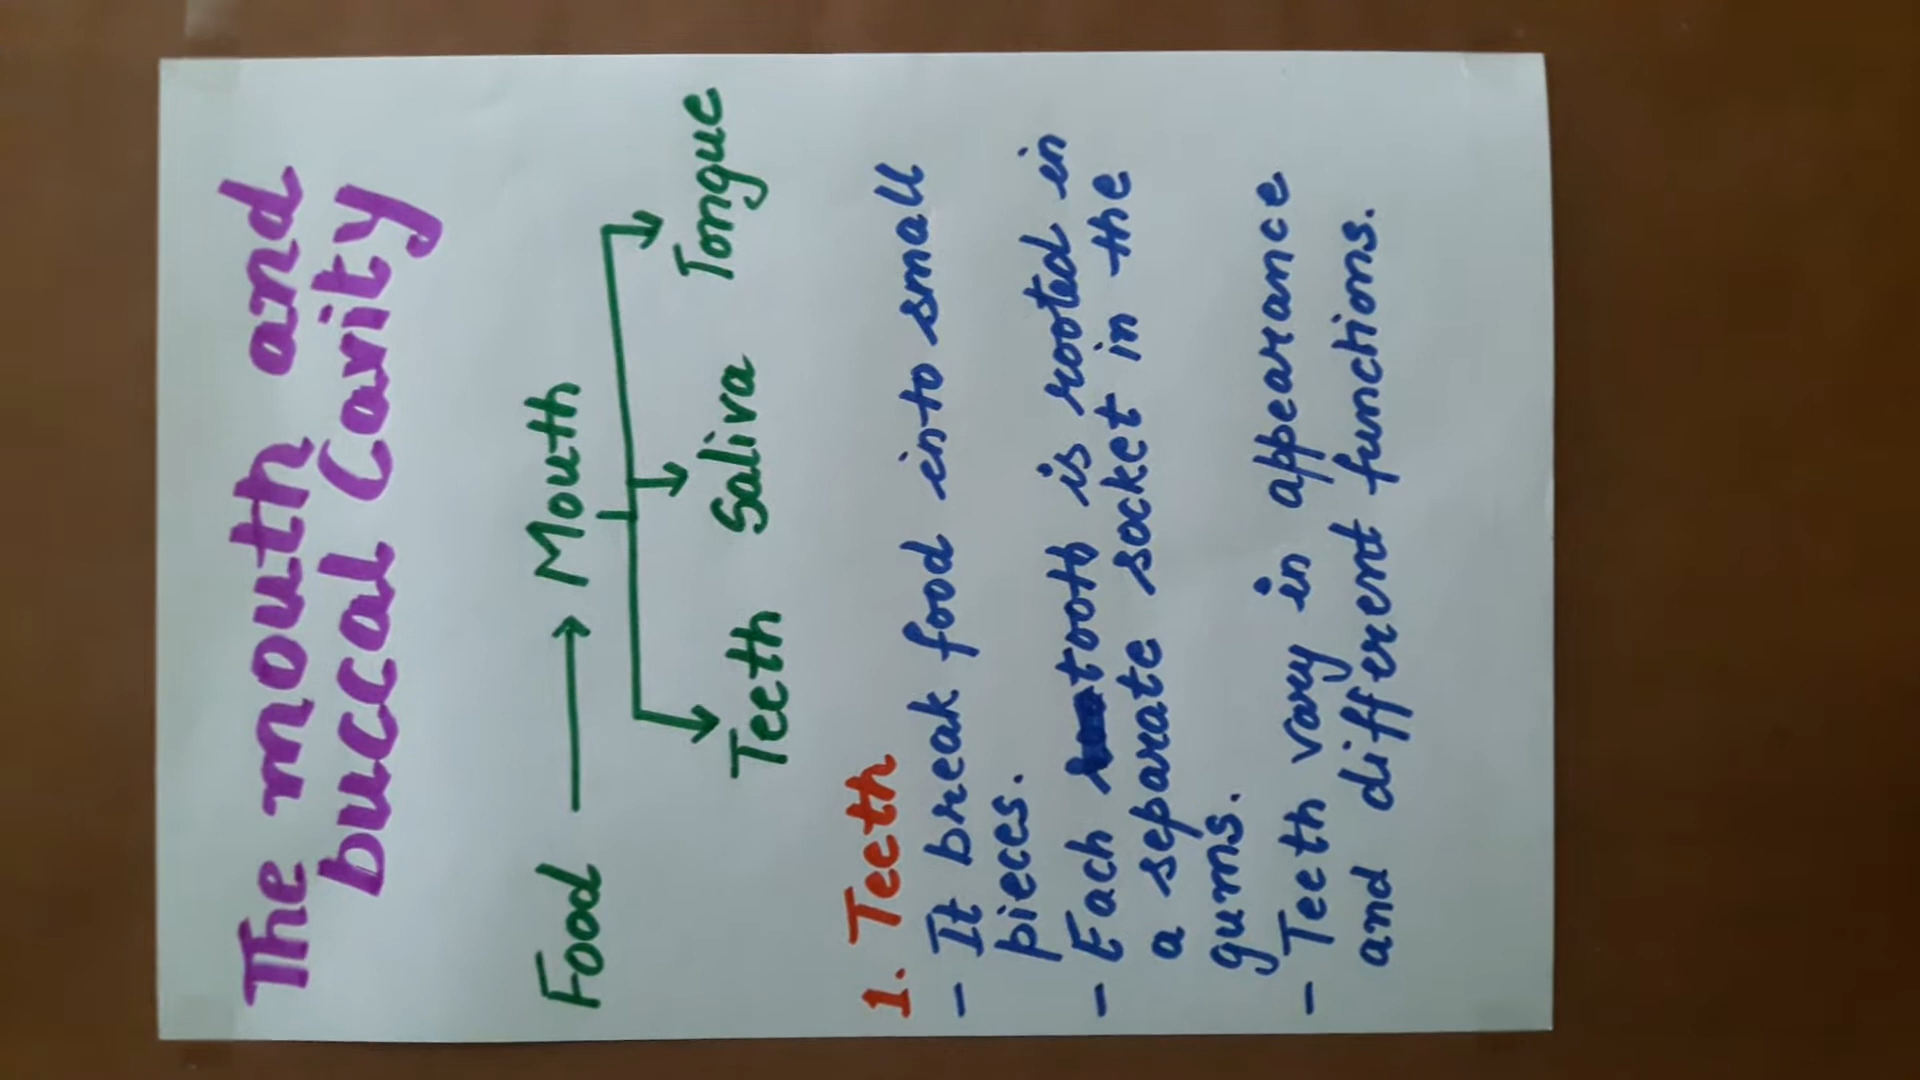 The mouth and
buccal Cavity
Food → Mouth
Teeth Saliva Tongue
1. Teeth
- It break food into small
pieces.
- Each tooth is rooted in
a separate socket in the
gums.
- Teeth vary in appearance
and different functions.